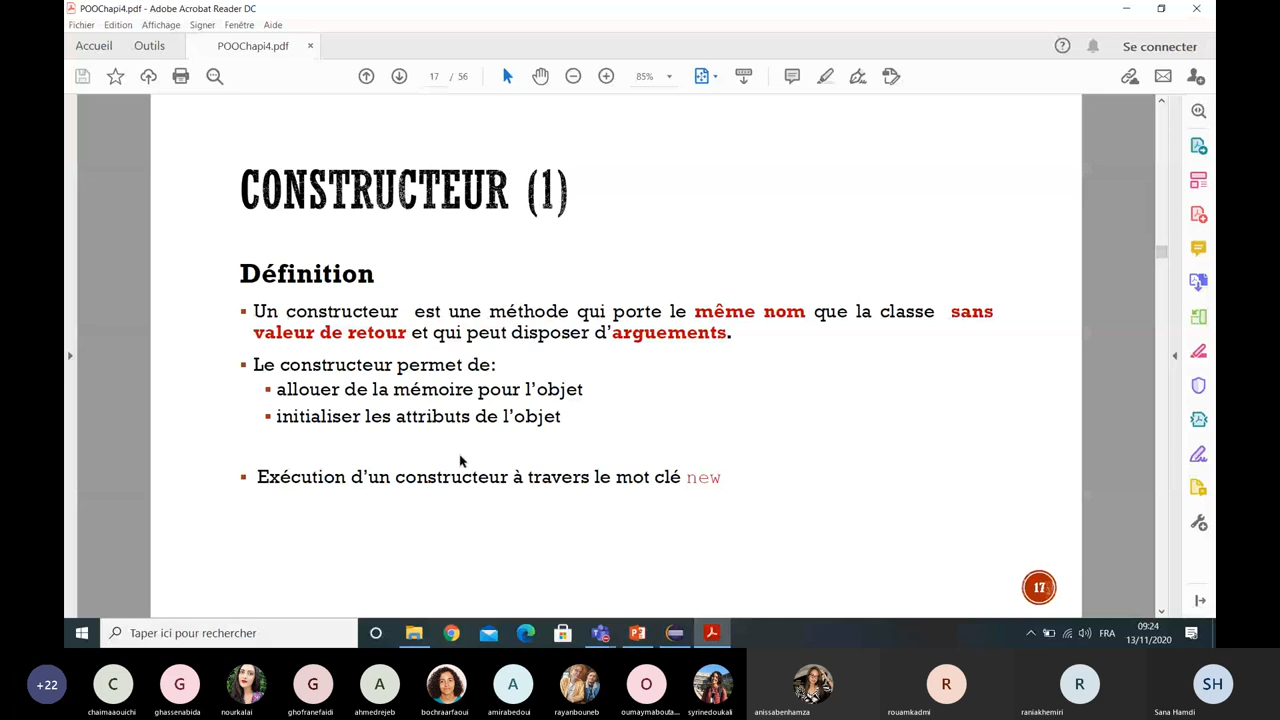 POOChapi4.pdf - Adobe Acrobat Reader DC
Fichier Edition Affichage Signer Fenêtre Aide
Accueil Outils POOChapi4.pdf × Se connecter
17 / 56 85%
CONSTRUCTEUR (1)
Définition
▪ Un constructeur est une méthode qui porte le même nom que la classe sans
valeur de retour et qui peut disposer d'arguements.
▪ Le constructeur permet de:
▪ allouer de la mémoire pour l'objet
▪ initialiser les attributs de l'objet
▪ Exécution d'un constructeur à travers le mot clé new
17
Taper ici pour rechercher
FRA
09:24
13/11/2020
+22 C G G A A O R R SH
chaimaaouichi ghassenabida nourkalai ghofranefaidi ahmedrejeb bochraarfaoui amirabedoui rayanbouneb oumaymabouta... syrinedoukali anissabenhamza rouamkadmi raniakhemiri Sana Hamdi